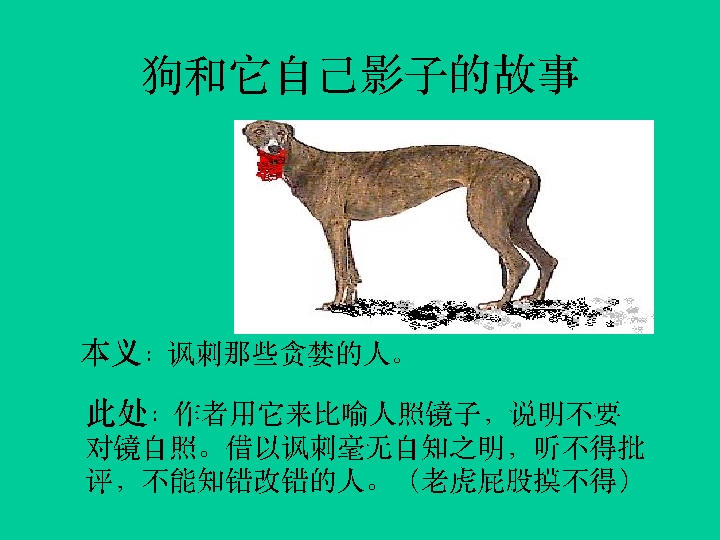 狗和它自己影子的故事
本义：讽刺那些贪婪的人。
此处：作者用它来比喻人照镜子，说明不要
对镜自照。借以讽刺毫无自知之明，听不得批
评，不能知错改错的人。（老虎屁股摸不得）